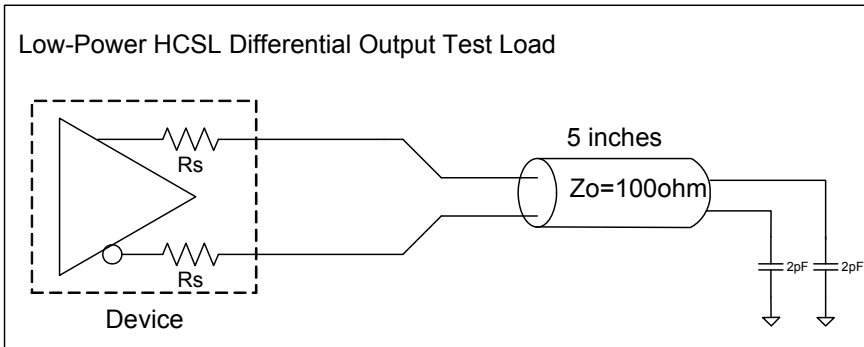 Low-Power HCSL Differential Output Test Load
Rs
5 inches
Zo=100ohm
2pF 2pF
Rs
Device